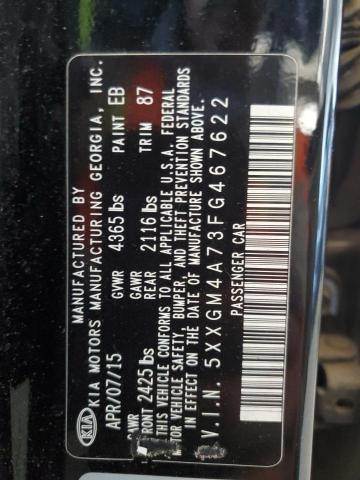 KIA
MANUFACTURED BY
KIA MOTORS MANUFACTURING GEORGIA, INC.
APR/07/15 GVWR 4365 lbs PAINT EB
FRONT 2425 lbs GAWR REAR 2116 lbs TRIM 87
THIS VEHICLE CONFORMS TO ALL APPLICABLE U.S.A. FEDERAL
MOTOR VEHICLE SAFETY, BUMPER, AND THEFT PREVENTION STANDARDS
IN EFFECT ON THE DATE OF MANUFACTURE SHOWN ABOVE.
V.I.N. 5XXGM4A73FG467622
PASSENGER CAR